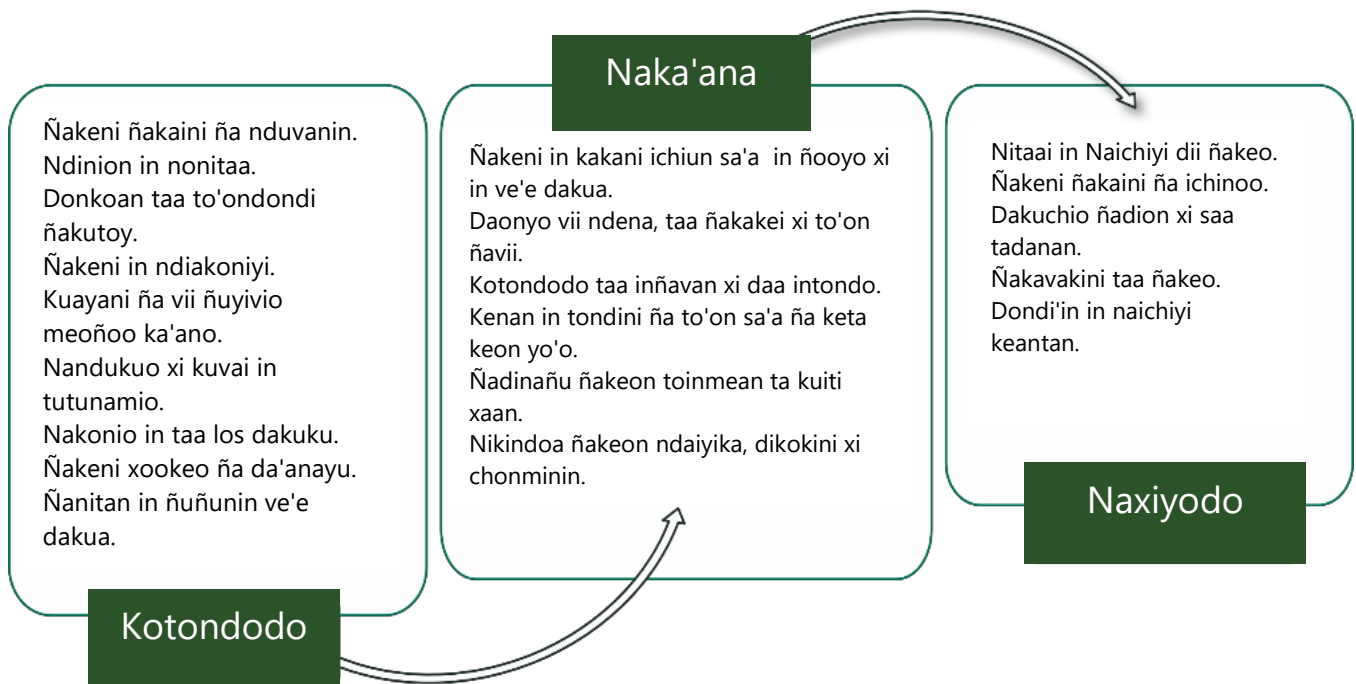 Ñakeni ñakaini ña nduvanin.
Ndinion in nonitaa.
Donkoan taa to'ondondi
ñakutoy.
Ñakeni in ndiakoniyi.
Kuayani ña vii ñuyivio
meoñoo ka'ano.
Nandukuo xi kuvai in
tutunamio.
Nakonio in taa los dakuku.
Ñakeni xookeo ña da'anayu.
Ñanitan in ñuñunin ve'e
dakua.
Kotondodo
Naka'ana
Ñakeni in kakani ichiun sa'a in ñooyo xi
in ve'e dakua.
Daonyo vii ndena, taa ñakakei xi to'on
ñavii.
Kotondodo taa inñavan xi daa intondo.
Kenan in tondini ña to'on sa'a ña keta
keon yo'o.
Ñadinañu ñakeon toinmean ta kuiti
xaan.
Nikindoa ñakeon ndaiyika, dikokini xi
chonminin.
Nitaai in Naichiyi dii ñakeo.
Ñakeni ñakaini ña ichinoo.
Dakuchio ñadion xi saa
tadanan.
Ñakavakini taa ñakeo.
Dondi'in in naichiyi
keantan.
Naxiyodo